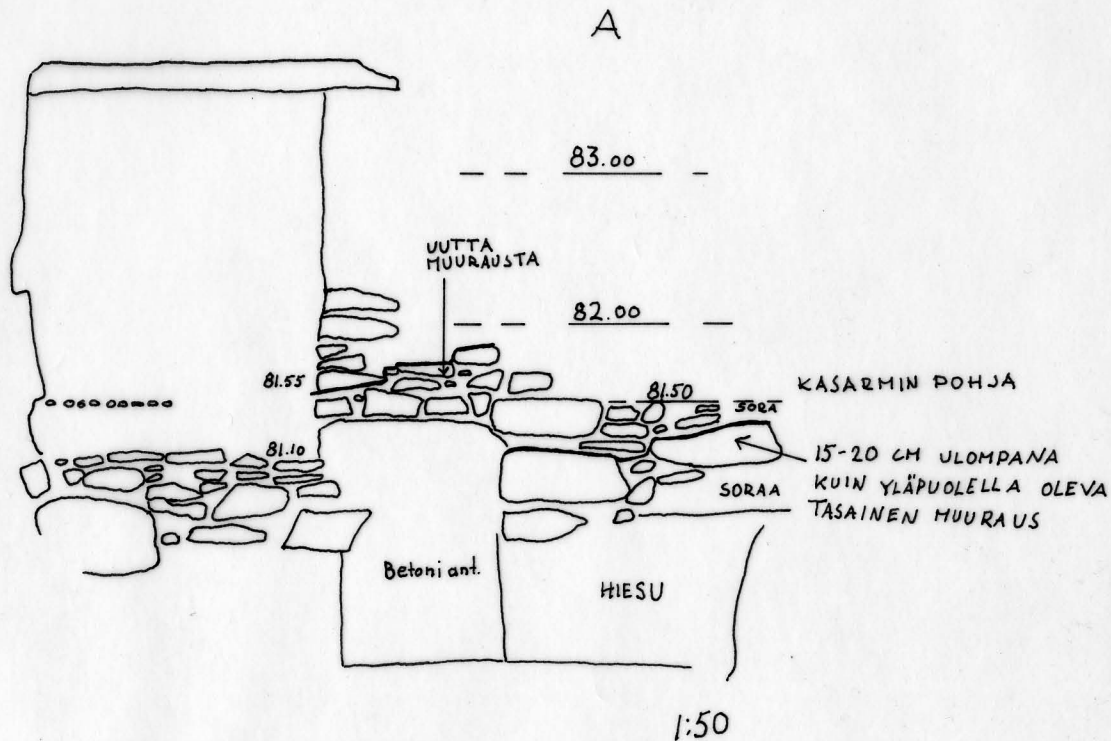 A
83.00
UUTTA
MUURAUSTA
82.00
81.55
81.50
KASARMIN POHJA
SORA
81.10
15-20 CM ULOMPANA
KUIN YLÄPUOLELLA OLEVA
TASAINEN MUURAUS
SORAA
Betoni ant.
HIESU
1:50